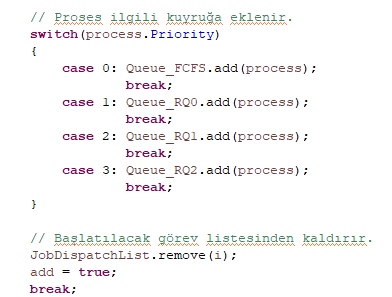 // Proses ilgili kuyruğa eklenir.
switch(process.Priority)
{
case 0: Queue_FCFS.add(process);
break;
case 1: Queue_RQ0.add(process);
break;
case 2: Queue_RQ1.add(process);
break;
case 3: Queue_RQ2.add(process);
break;
}
// Başlatılacak görev listesinden kaldırır.
JobDispatchList.remove(i);
add = true;
break;